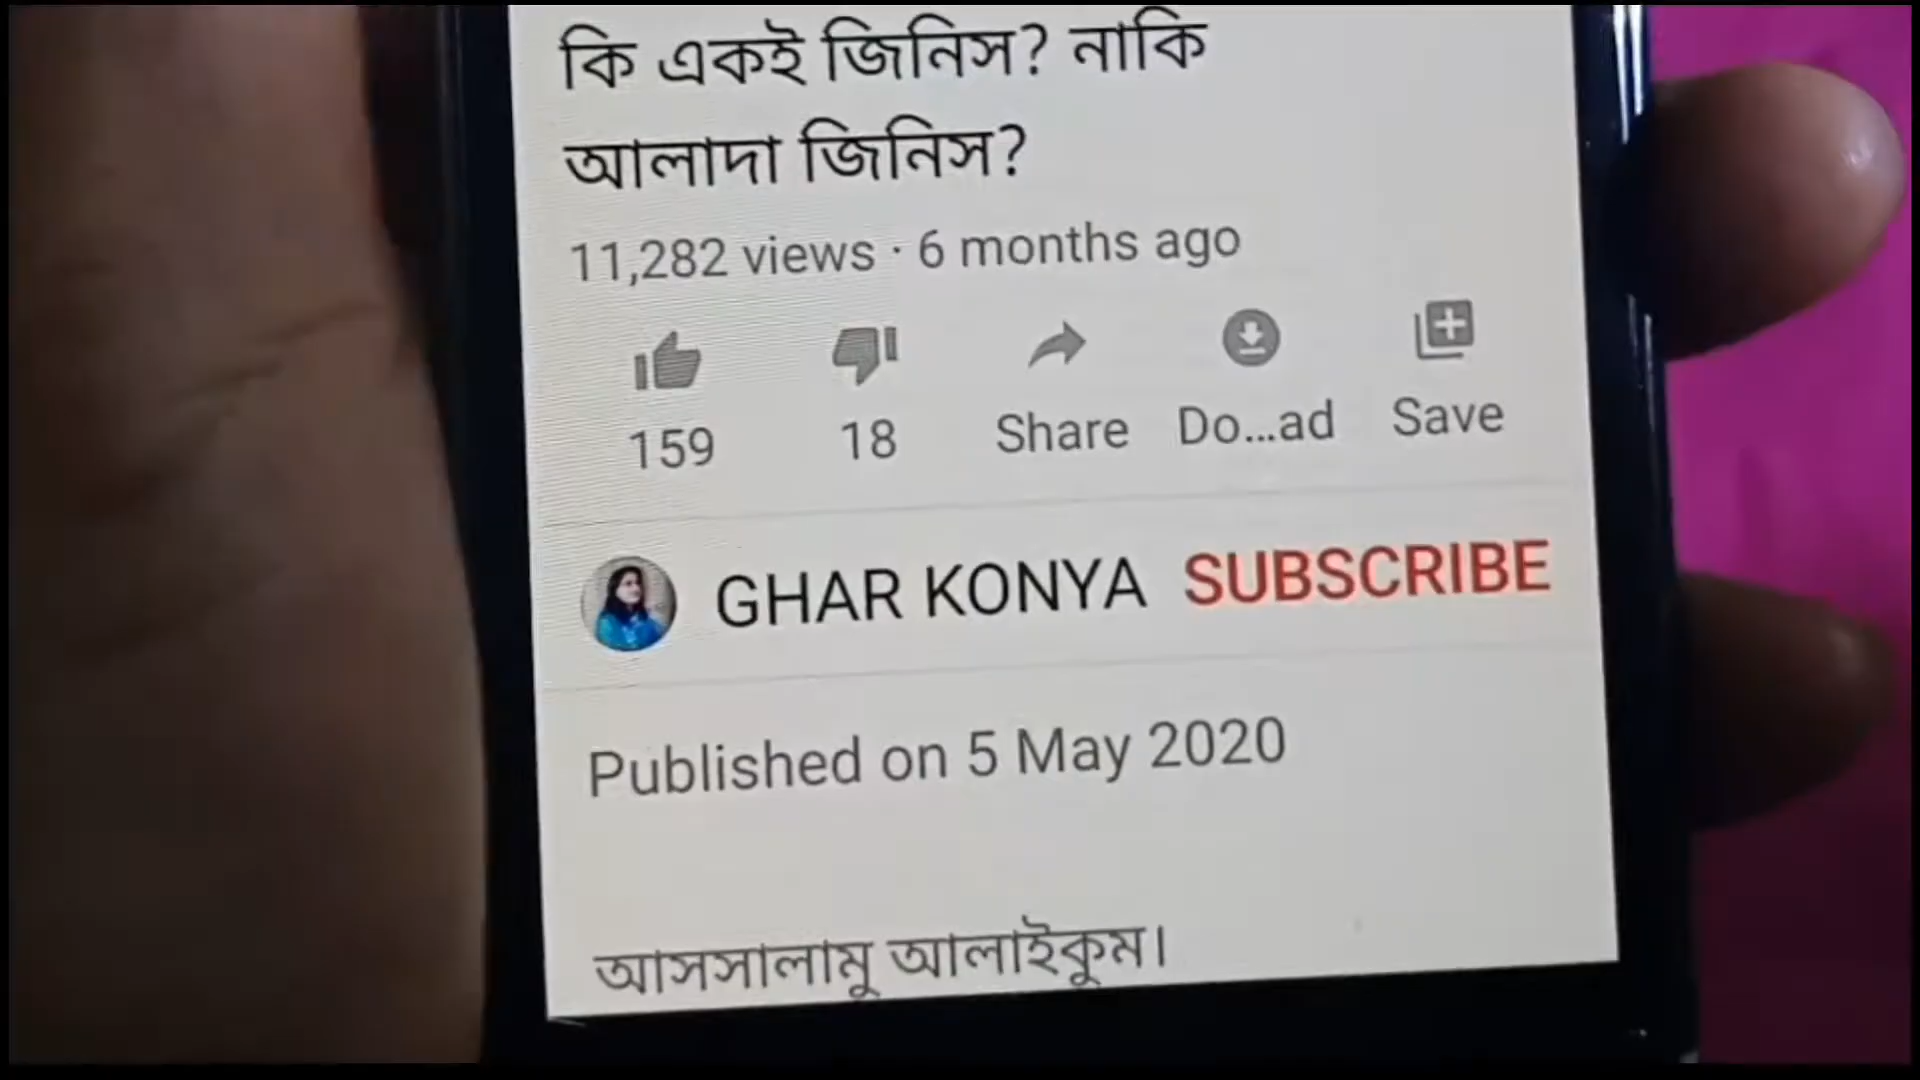 কি একই জিনিস? নাকি
আলাদা জিনিস?
11,282 views · 6 months ago
159 18 Share Do...ad Save
GHAR KONYA SUBSCRIBE
Published on 5 May 2020
আসসালামু আলাইকুম।